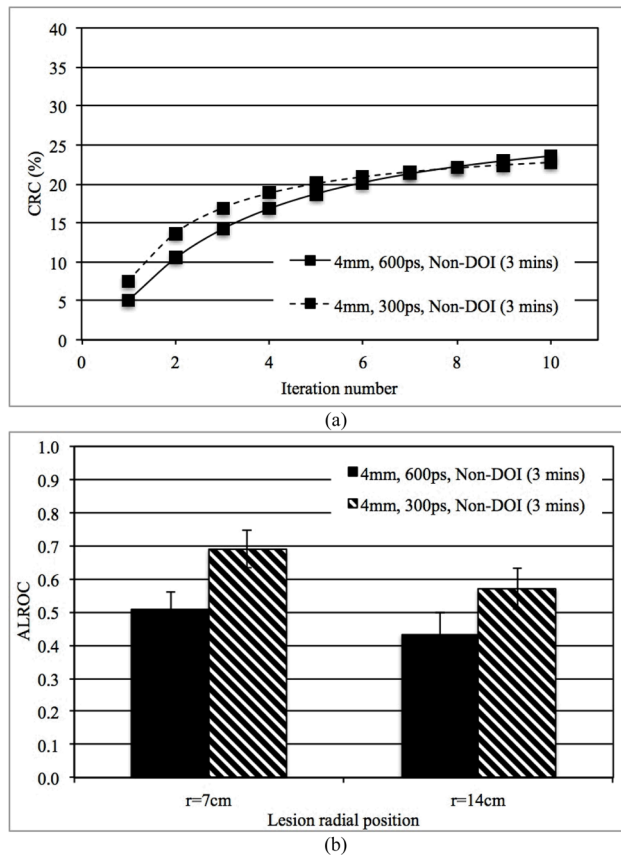 40
35
30
25
20
15
10
5
0
CRC (%)
4mm, 600ps, Non-DOI (3 mins)
4mm, 300ps, Non-DOI (3 mins)
0 2 4 6 8 10
Iteration number
(a)
1.0
0.9
0.8
0.7
0.6
0.5
0.4
0.3
0.2
0.1
0.0
ALROC
4mm, 600ps, Non-DOI (3 mins)
4mm, 300ps, Non-DOI (3 mins)
r=7cm r=14cm
Lesion radial position
(b)